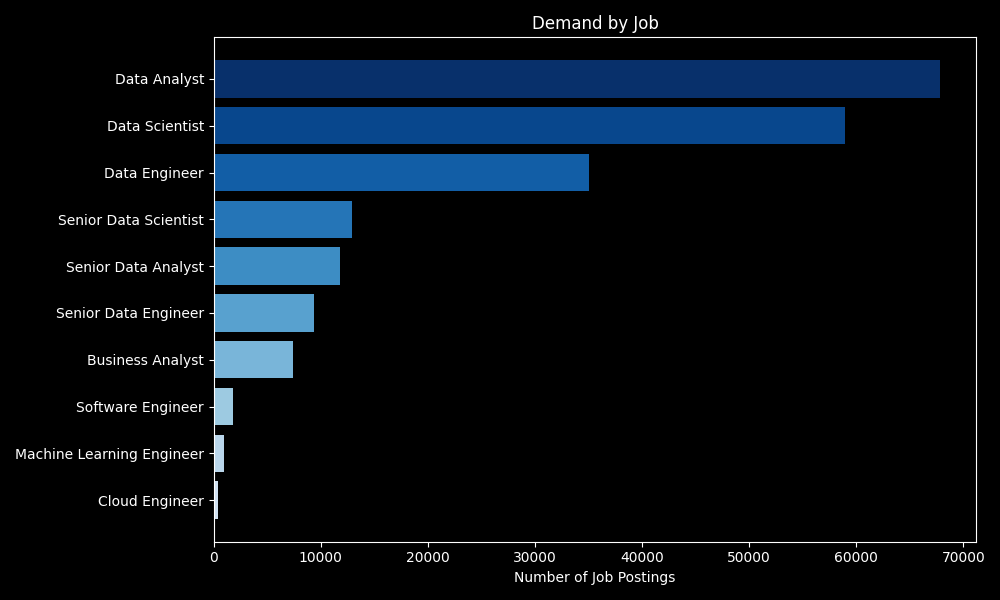 Demand by Job
Data Analyst
Data Scientist
Data Engineer
Senior Data Scientist
Senior Data Analyst
Senior Data Engineer
Business Analyst
Software Engineer
Machine Learning Engineer
Cloud Engineer
0 10000 20000 30000 40000 50000 60000 70000
Number of Job Postings